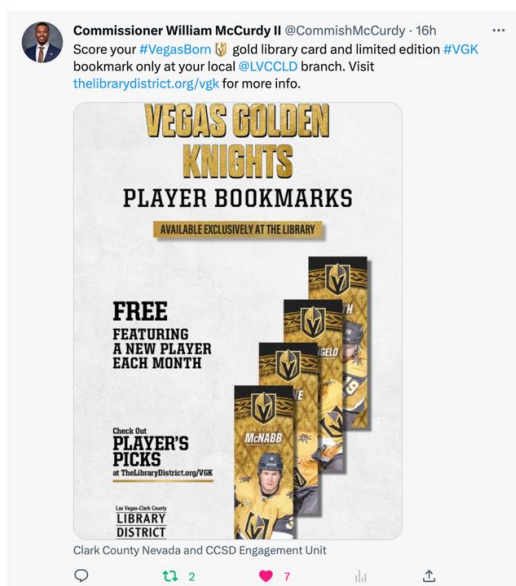 Commissioner William McCurdy II @CommishMcCurdy · 16h
Score your #VegasBorn gold library card and limited edition #VGK
bookmark only at your local @LVCCLD branch. Visit
thelibrarydistrict.org/vgk for more info.
VEGAS GOLDEN
KNIGHTS
PLAYER BOOKMARKS
AVAILABLE EXCLUSIVELY AT THE LIBRARY
FREE
FEATURING
A NEW PLAYER
EACH MONTH
McNABB
Check Out
PLAYER'S
PICKS
at TheLibraryDistrict.org/VGK
Las Vegas-Clark County
LIBRARY
DISTRICT
Clark County Nevada and CCSD Engagement Unit
2
7